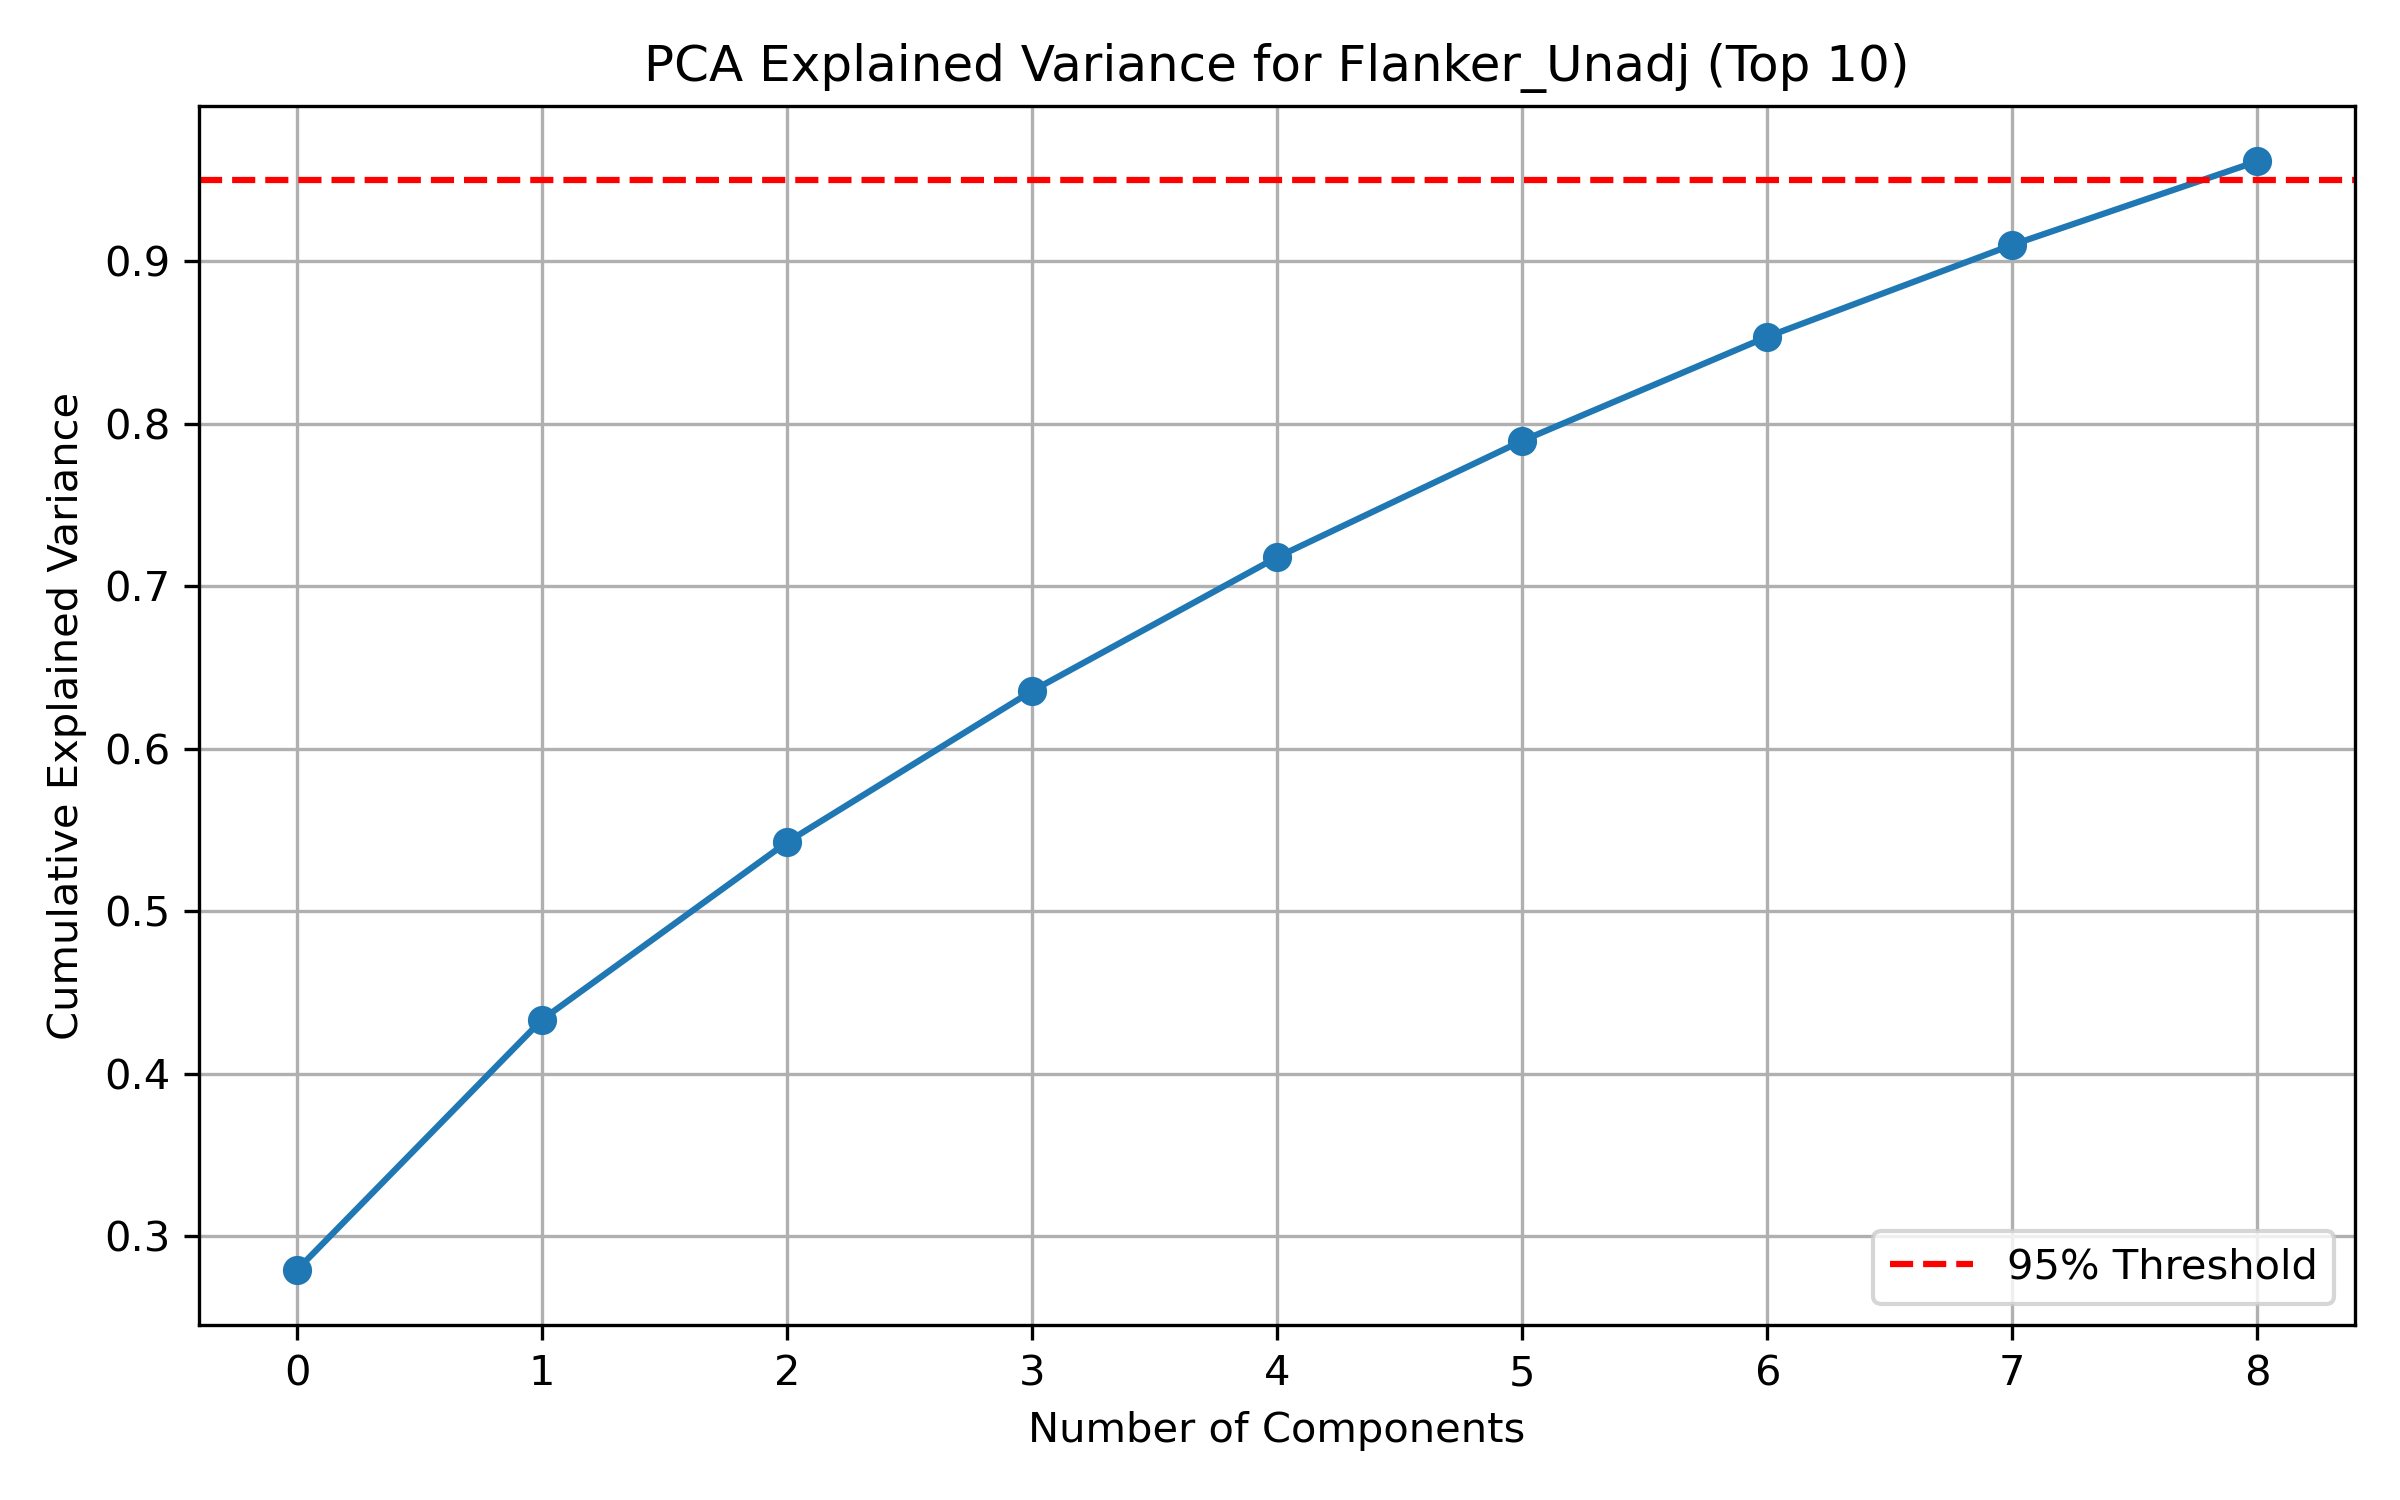 PCA Explained Variance for Flanker_Unadj (Top 10)
Cumulative Explained Variance
0.9
0.8
0.7
0.6
0.5
0.4
0.3
95% Threshold
0 1 2 3 4 5 6 7 8
Number of Components